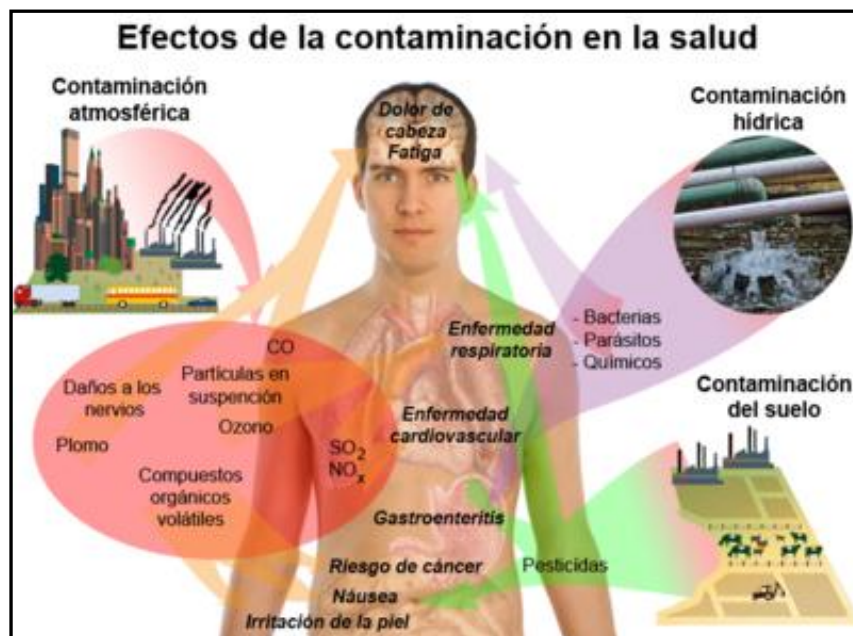 Efectos de la contaminación en la salud
Contaminación
atmosférica
Dolor de
cabeza
Fatiga
Contaminación
hídrica
CO
Daños a los
nervios
Partículas en
suspención
Ozono
Plomo
SO₂
NOₓ
Compuestos
orgánicos
volátiles
Enfermedad
respiratoria
- Bacterias
- Parásitos
- Químicos
Enfermedad
cardiovascular
Contaminación
del suelo
Gastroenteritis
Riesgo de cáncer
Pesticidas
Náusea
Irritación de la piel